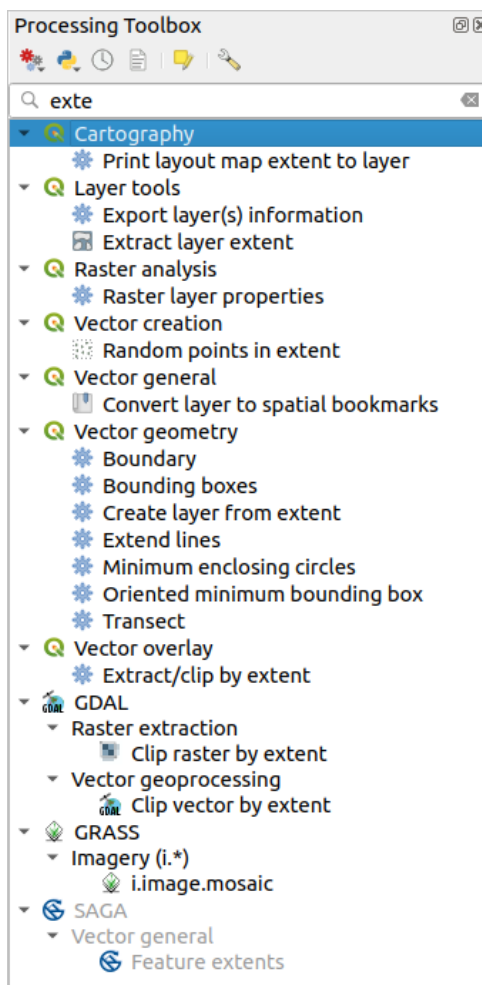 Processing Toolbox
exte
Cartography
Print layout map extent to layer
Layer tools
Export layer(s) information
Extract layer extent
Raster analysis
Raster layer properties
Vector creation
Random points in extent
Vector general
Convert layer to spatial bookmarks
Vector geometry
Boundary
Bounding boxes
Create layer from extent
Extend lines
Minimum enclosing circles
Oriented minimum bounding box
Transect
Vector overlay
Extract/clip by extent
GDAL
Raster extraction
Clip raster by extent
Vector geoprocessing
Clip vector by extent
GRASS
Imagery (i.*)
i.image.mosaic
SAGA
Vector general
Feature extents